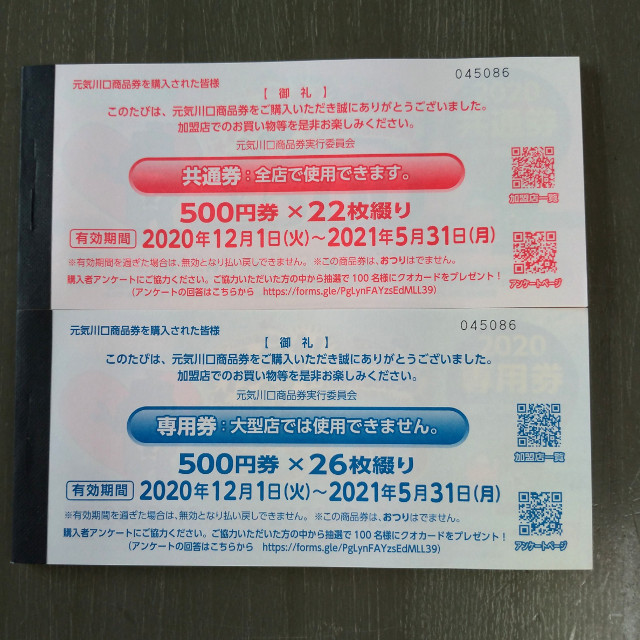 元気川口商品券を購入された皆様
045086
【御礼】
このたびは、元気川口商品券をご購入いただき誠にありがとうございました。
加盟店でのお買い物等を是非お楽しみください。
元気川口商品券実行委員会
共通券：全店で使用できます。
加盟店一覧
500円券×22枚綴り
有効期間 2020年12月1日(火)～2021年5月31日(月)
※有効期間を過ぎた場合は、無効となり払い戻しできません。 ※この商品券は、おつりはでません。
購入者アンケートにご協力ください。ご協力いただいた方の中から抽選で100名様にクオカードをプレゼント！
(アンケートの回答はこちらから https://forms.gle/PgLynFAYzsEdMLL39)
アンケートページ
元気川口商品券を購入された皆様
045086
【御礼】
このたびは、元気川口商品券をご購入いただき誠にありがとうございました。
加盟店でのお買い物等を是非お楽しみください。
元気川口商品券実行委員会
専用券：大型店では使用できません。
加盟店一覧
500円券×26枚綴り
有効期間 2020年12月1日(火)～2021年5月31日(月)
※有効期間を過ぎた場合は、無効となり払い戻しできません。 ※この商品券は、おつりはでません。
購入者アンケートにご協力ください。ご協力いただいた方の中から抽選で100名様にクオカードをプレゼント！
(アンケートの回答はこちらから https://forms.gle/PgLynFAYzsEdMLL39)
アンケートページ